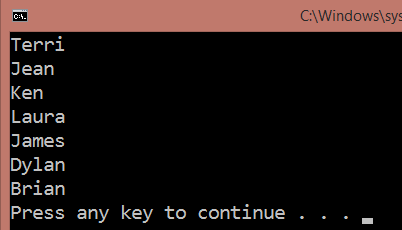 C:\Windows\sys
Terri
Jean
Ken
Laura
James
Dylan
Brian
Press any key to continue . . .